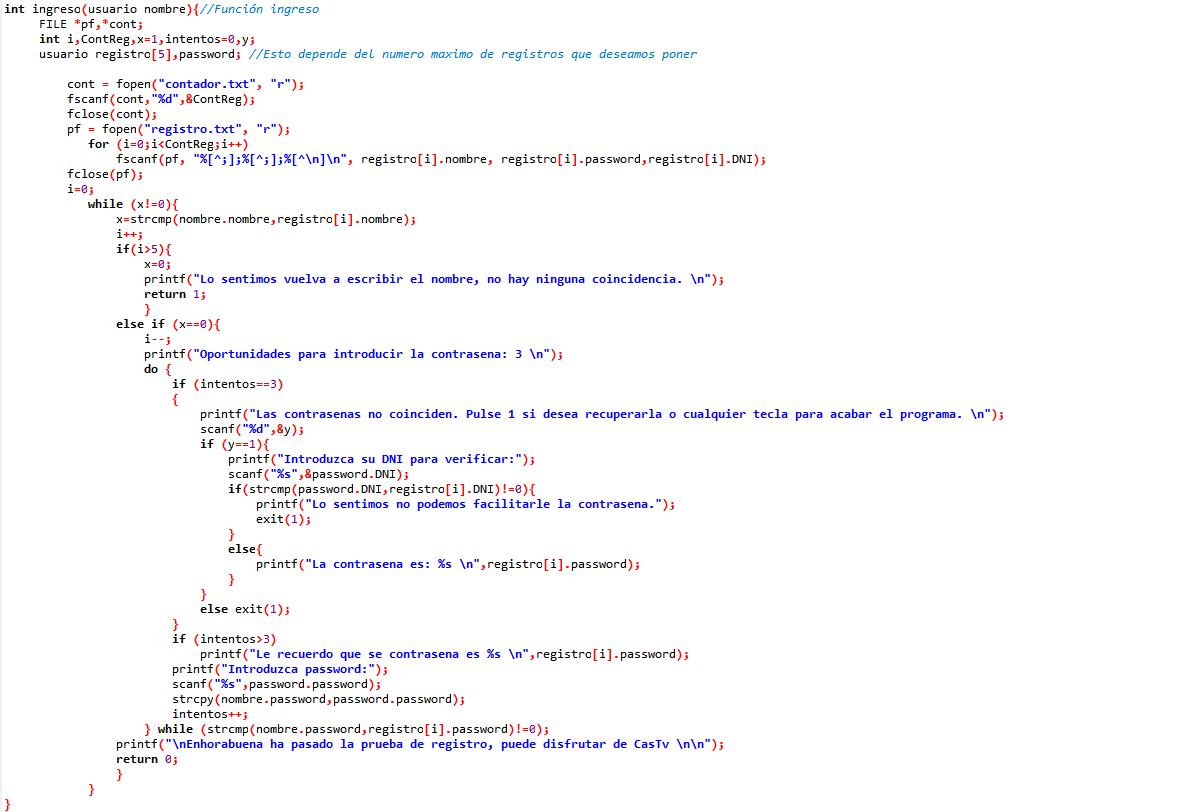 int ingreso(usuario nombre){//Función ingreso
FILE *pf,*cont;
int i,ContReg,x=1,intentos=0,y;
usuario registro[5],password; //Esto depende del numero maximo de registros que deseamos poner
cont = fopen("contador.txt", "r");
fscanf(cont,"%d",&ContReg);
fclose(cont);
pf = fopen("registro.txt", "r");
for (i=0;i<ContReg;i++)
fscanf(pf, "%[^;];%[^;];%[^\n]\n", registro[i].nombre, registro[i].password,registro[i].DNI);
fclose(pf);
i=0;
while (x!=0){
x=strcmp(nombre.nombre,registro[i].nombre);
i++;
if(i>5){
x=0;
printf("Lo sentimos vuelva a escribir el nombre, no hay ninguna coincidencia. \n");
return 1;
}
else if (x==0){
i--;
printf("Oportunidades para introducir la contrasena: 3 \n");
do {
if (intentos==3)
{
printf("Las contrasenas no coinciden. Pulse 1 si desea recuperarla o cualquier tecla para acabar el programa. \n");
scanf("%d",&y);
if (y==1){
printf("Introduzca su DNI para verificar:");
scanf("%s",&password.DNI);
if(strcmp(password.DNI,registro[i].DNI)!=0){
printf("Lo sentimos no podemos facilitarle la contrasena.");
exit(1);
}
else{
printf("La contrasena es: %s \n",registro[i].password);
}
}
else exit(1);
}
if (intentos>3)
printf("Le recuerdo que se contrasena es %s \n",registro[i].password);
printf("Introduzca password:");
scanf("%s",password.password);
strcpy(nombre.password,password.password);
intentos++;
} while (strcmp(nombre.password,registro[i].password)!=0);
printf("\nEnhorabuena ha pasado la prueba de registro, puede disfrutar de CasTv \n\n");
return 0;
}
}
}